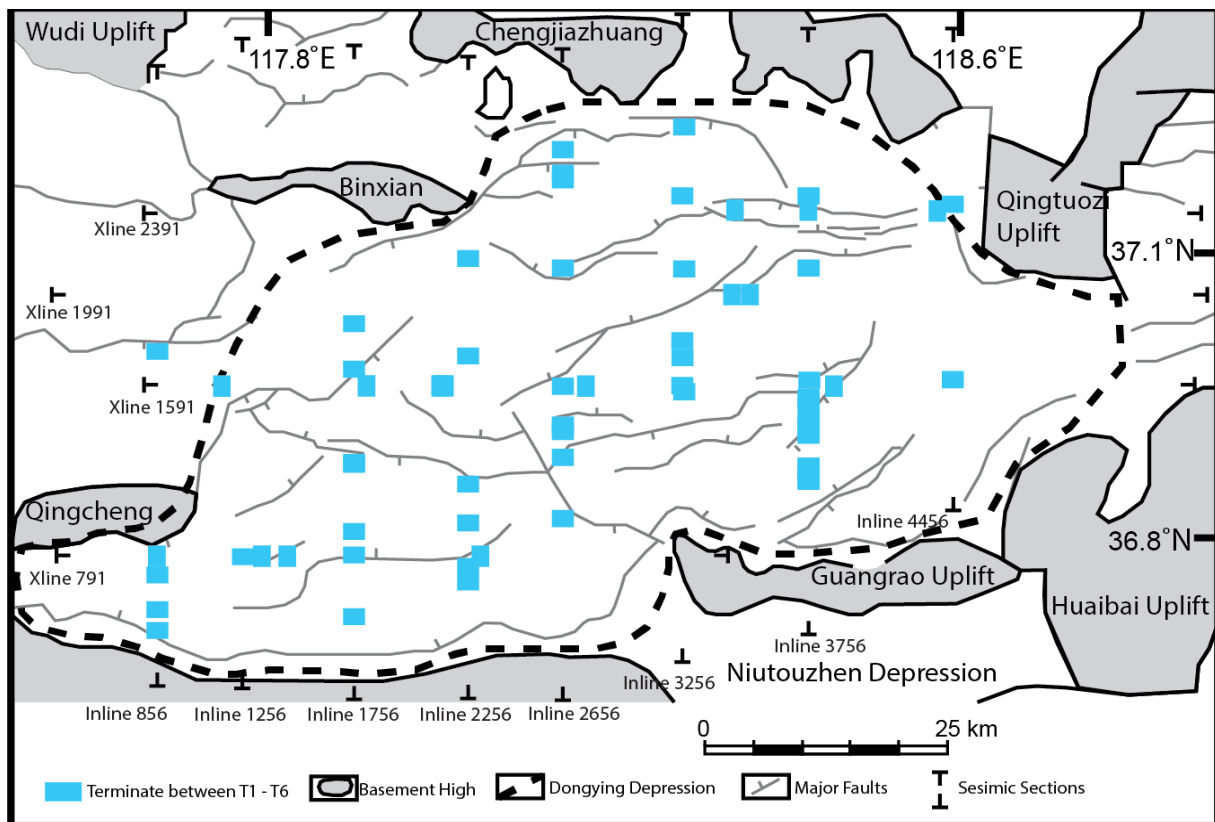 Wudi Uplift
117.8°E
Chengjiazhuang
118.6°E
Binxian
Qingtuozi
Uplift
Xline 2391
37.1°N
Xline 1991
Xline 1591
Qingcheng
Inline 4456
36.8°N
Xline 791
Guangrao Uplift
Huaibai Uplift
Inline 3756
Niutouzhen Depression
Inline 3256
Inline 856
Inline 1256
Inline 1756
Inline 2256
Inline 2656
0
25 km
Terminate between T1 - T6
Basement High
Dongying Depression
Major Faults
Sesimic Sections